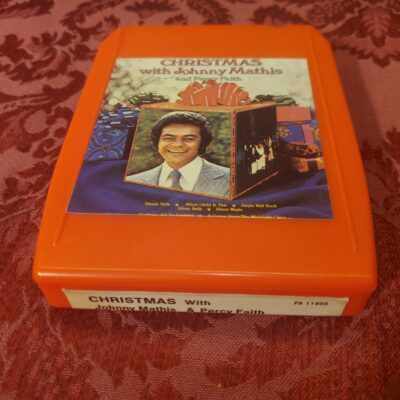 CHRISTMAS
with Johnny Mathis
and Percy Faith
Sleigh Ride ★ What Child Is This ★ Jingle Bell Rock
Silver Bells ★ Silent Night
CHRISTMAS With
Johnny Mathis & Percy Faith
PA 11805